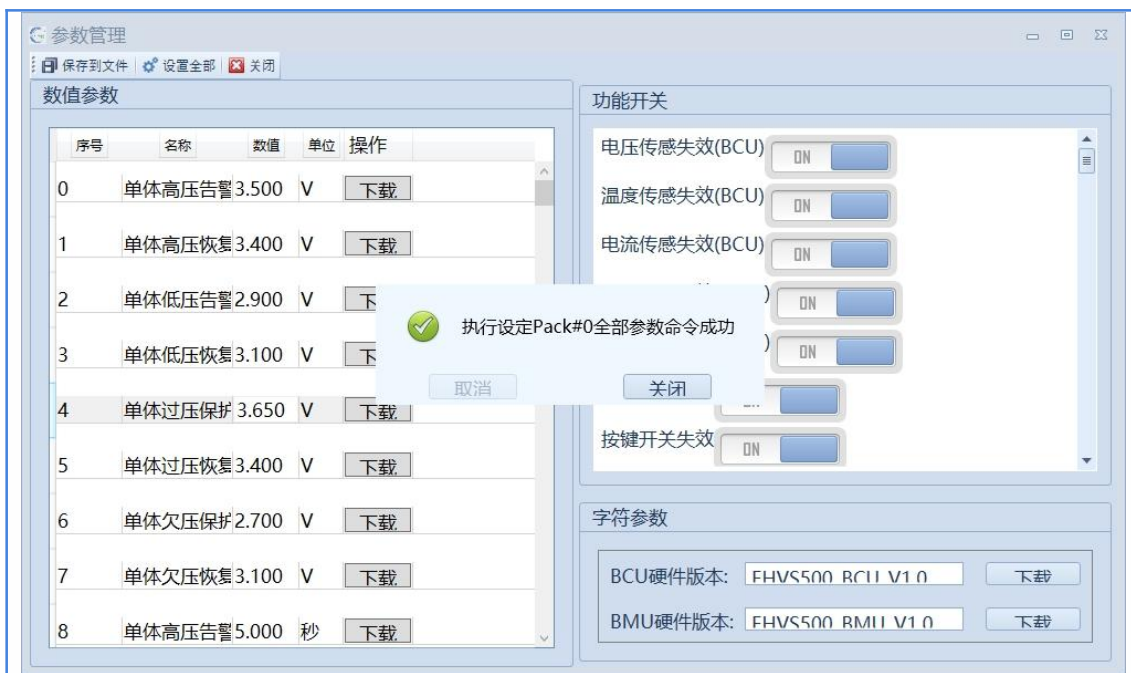 参数管理
保存到文件 设置全部 关闭
数值参数
序号 名称 数值 单位 操作
0 单体高压告警 3.500 V 下载
1 单体高压恢复 3.400 V 下载
2 单体低压告警 2.900 V 下
3 单体低压恢复 3.100 V 下
4 单体过压保护 3.650 V 下载
5 单体过压恢复 3.400 V 下载
6 单体欠压保护 2.700 V 下载
7 单体欠压恢复 3.100 V 下载
8 单体高压告警 5.000 秒 下载
功能开关
电压传感失效(BCU) ON
温度传感失效(BCU) ON
电流传感失效(BCU) ON
) ON
) ON
按键开关失效 ON
执行设定Pack#0全部参数命令成功
取消 关闭
字符参数
BCU硬件版本: EHVS500_BCU_V1.0 下载
BMU硬件版本: EHVS500_BMU_V1.0 下载